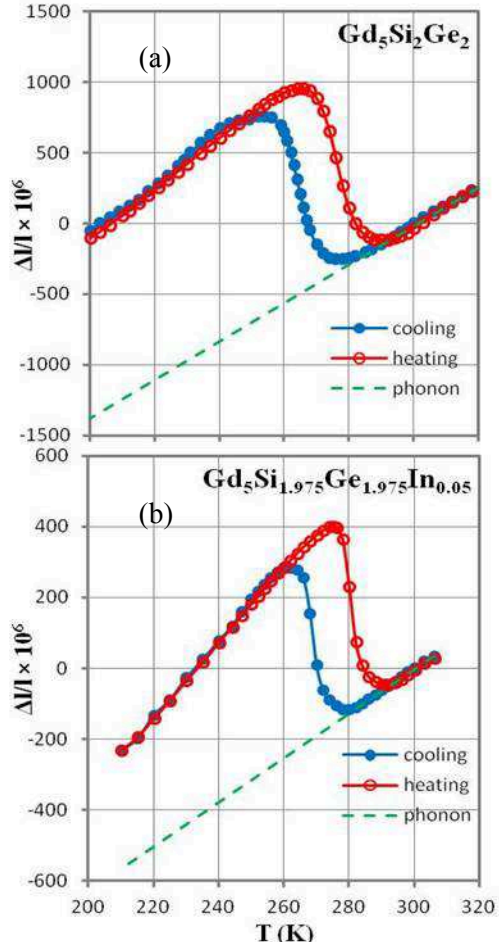 Gd₅Si₂Ge₂
(a)
1500
1000
500
0
-500
-1000
-1500
Δl/l × 10⁶
cooling
heating
phonon
Gd₅Si₁.₉₇₅Ge₁.₉₇₅In₀.₀₅
(b)
600
400
200
0
-200
-400
-600
Δl/l × 10⁶
cooling
heating
phonon
200 220 240 260 280 300 320
T (K)